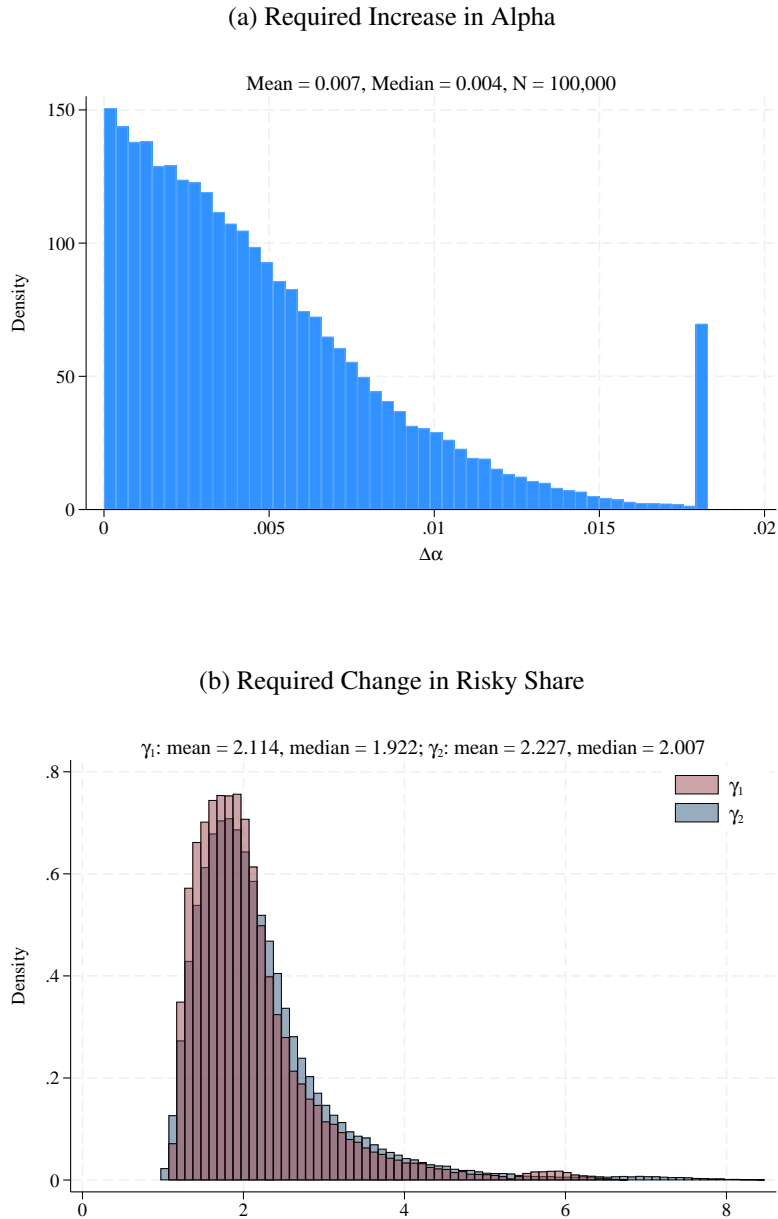 (a) Required Increase in Alpha
Mean = 0.007, Median = 0.004, N = 100,000
150
100
50
0
Density
0 .005 .01 .015 .02
Δα
(b) Required Change in Risky Share
γ₁: mean = 2.114, median = 1.922; γ₂: mean = 2.227, median = 2.007
.8
.6
.4
.2
0
Density
γ₁
γ₂
0 2 4 6 8